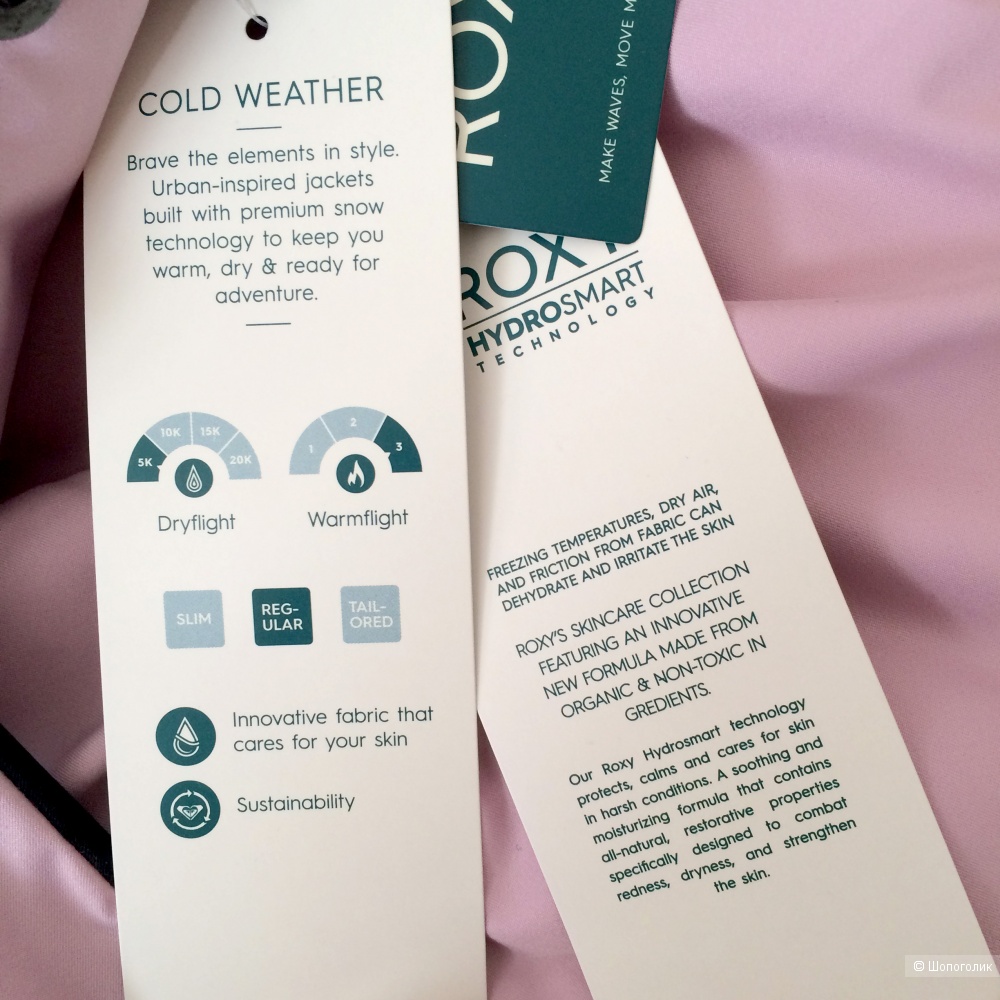 COLD WEATHER
Brave the elements in style.
Urban-inspired jackets
built with premium snow
technology to keep you
warm, dry & ready for
adventure.
5K
10K
15K
20K
Dryflight
1
2
3
Warmflight
SLIM
REG-
ULAR
TAIL-
ORED
Innovative fabric that
cares for your skin
Sustainability
MAKE WAVES, MOVE
ROXY
HYDROSMART
TECHNOLOGY
FREEZING TEMPERATURES, DRY AIR,
AND FRICTION FROM FABRIC CAN
DEHYDRATE AND IRRITATE THE SKIN
ROXY'S SKINCARE COLLECTION
FEATURING AN INNOVATIVE
NEW FORMULA MADE FROM
ORGANIC & NON-TOXIC IN
GREDIENTS.
Our Roxy Hydrosmart technology
protects, calms and cares for skin
in harsh conditions. A soothing and
moisturizing formula that contains
all-natural, restorative properties
specifically designed to combat
redness, dryness, and strengthen
the skin.
© Шопоголик